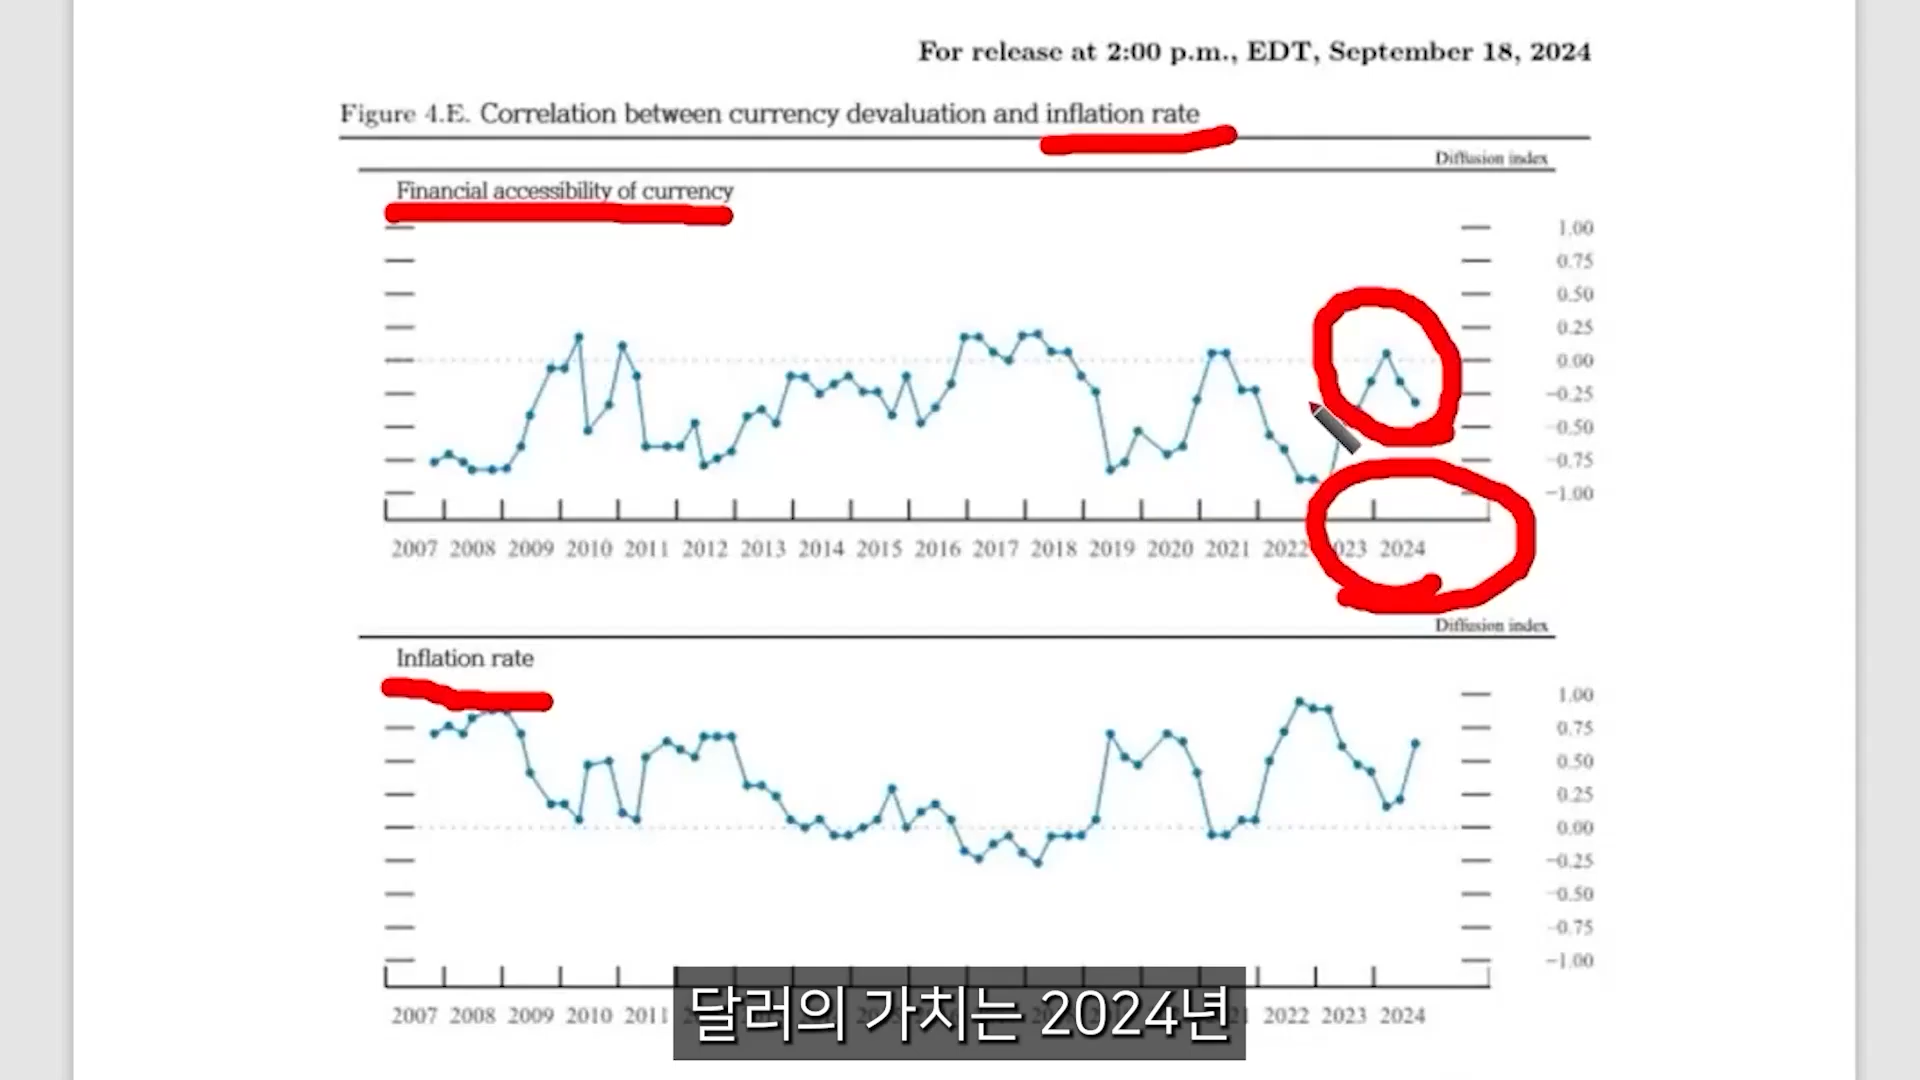 For release at 2:00 p.m., EDT, September 18, 2024
Figure 4.E. Correlation between currency devaluation and inflation rate
Diffusion index
Financial accessibility of currency
1.00
0.75
0.50
0.25
0.00
−0.25
−0.50
−0.75
−1.00
2007 2008 2009 2010 2011 2012 2013 2014 2015 2016 2017 2018 2019 2020 2021 2022 023 2024
Diffusion index
Inflation rate
1.00
0.75
0.50
0.25
0.00
−0.25
−0.50
−0.75
−1.00
2007 2008 2009 2010 2011 2022 2023 2024
달러의 가치는 2024년